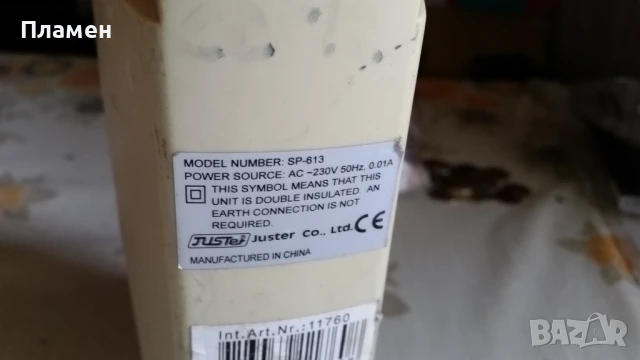 Пламен
MODEL NUMBER: SP-613
POWER SOURCE: AC ~230V 50Hz, 0.01A
THIS SYMBOL MEANS THAT THIS
UNIT IS DOUBLE INSULATED. AN
EARTH CONNECTION IS NOT
REQUIRED.
JUSTer Juster Co., Ltd. CE
MANUFACTURED IN CHINA
Int.Art.Nr.:11760
BAZAR